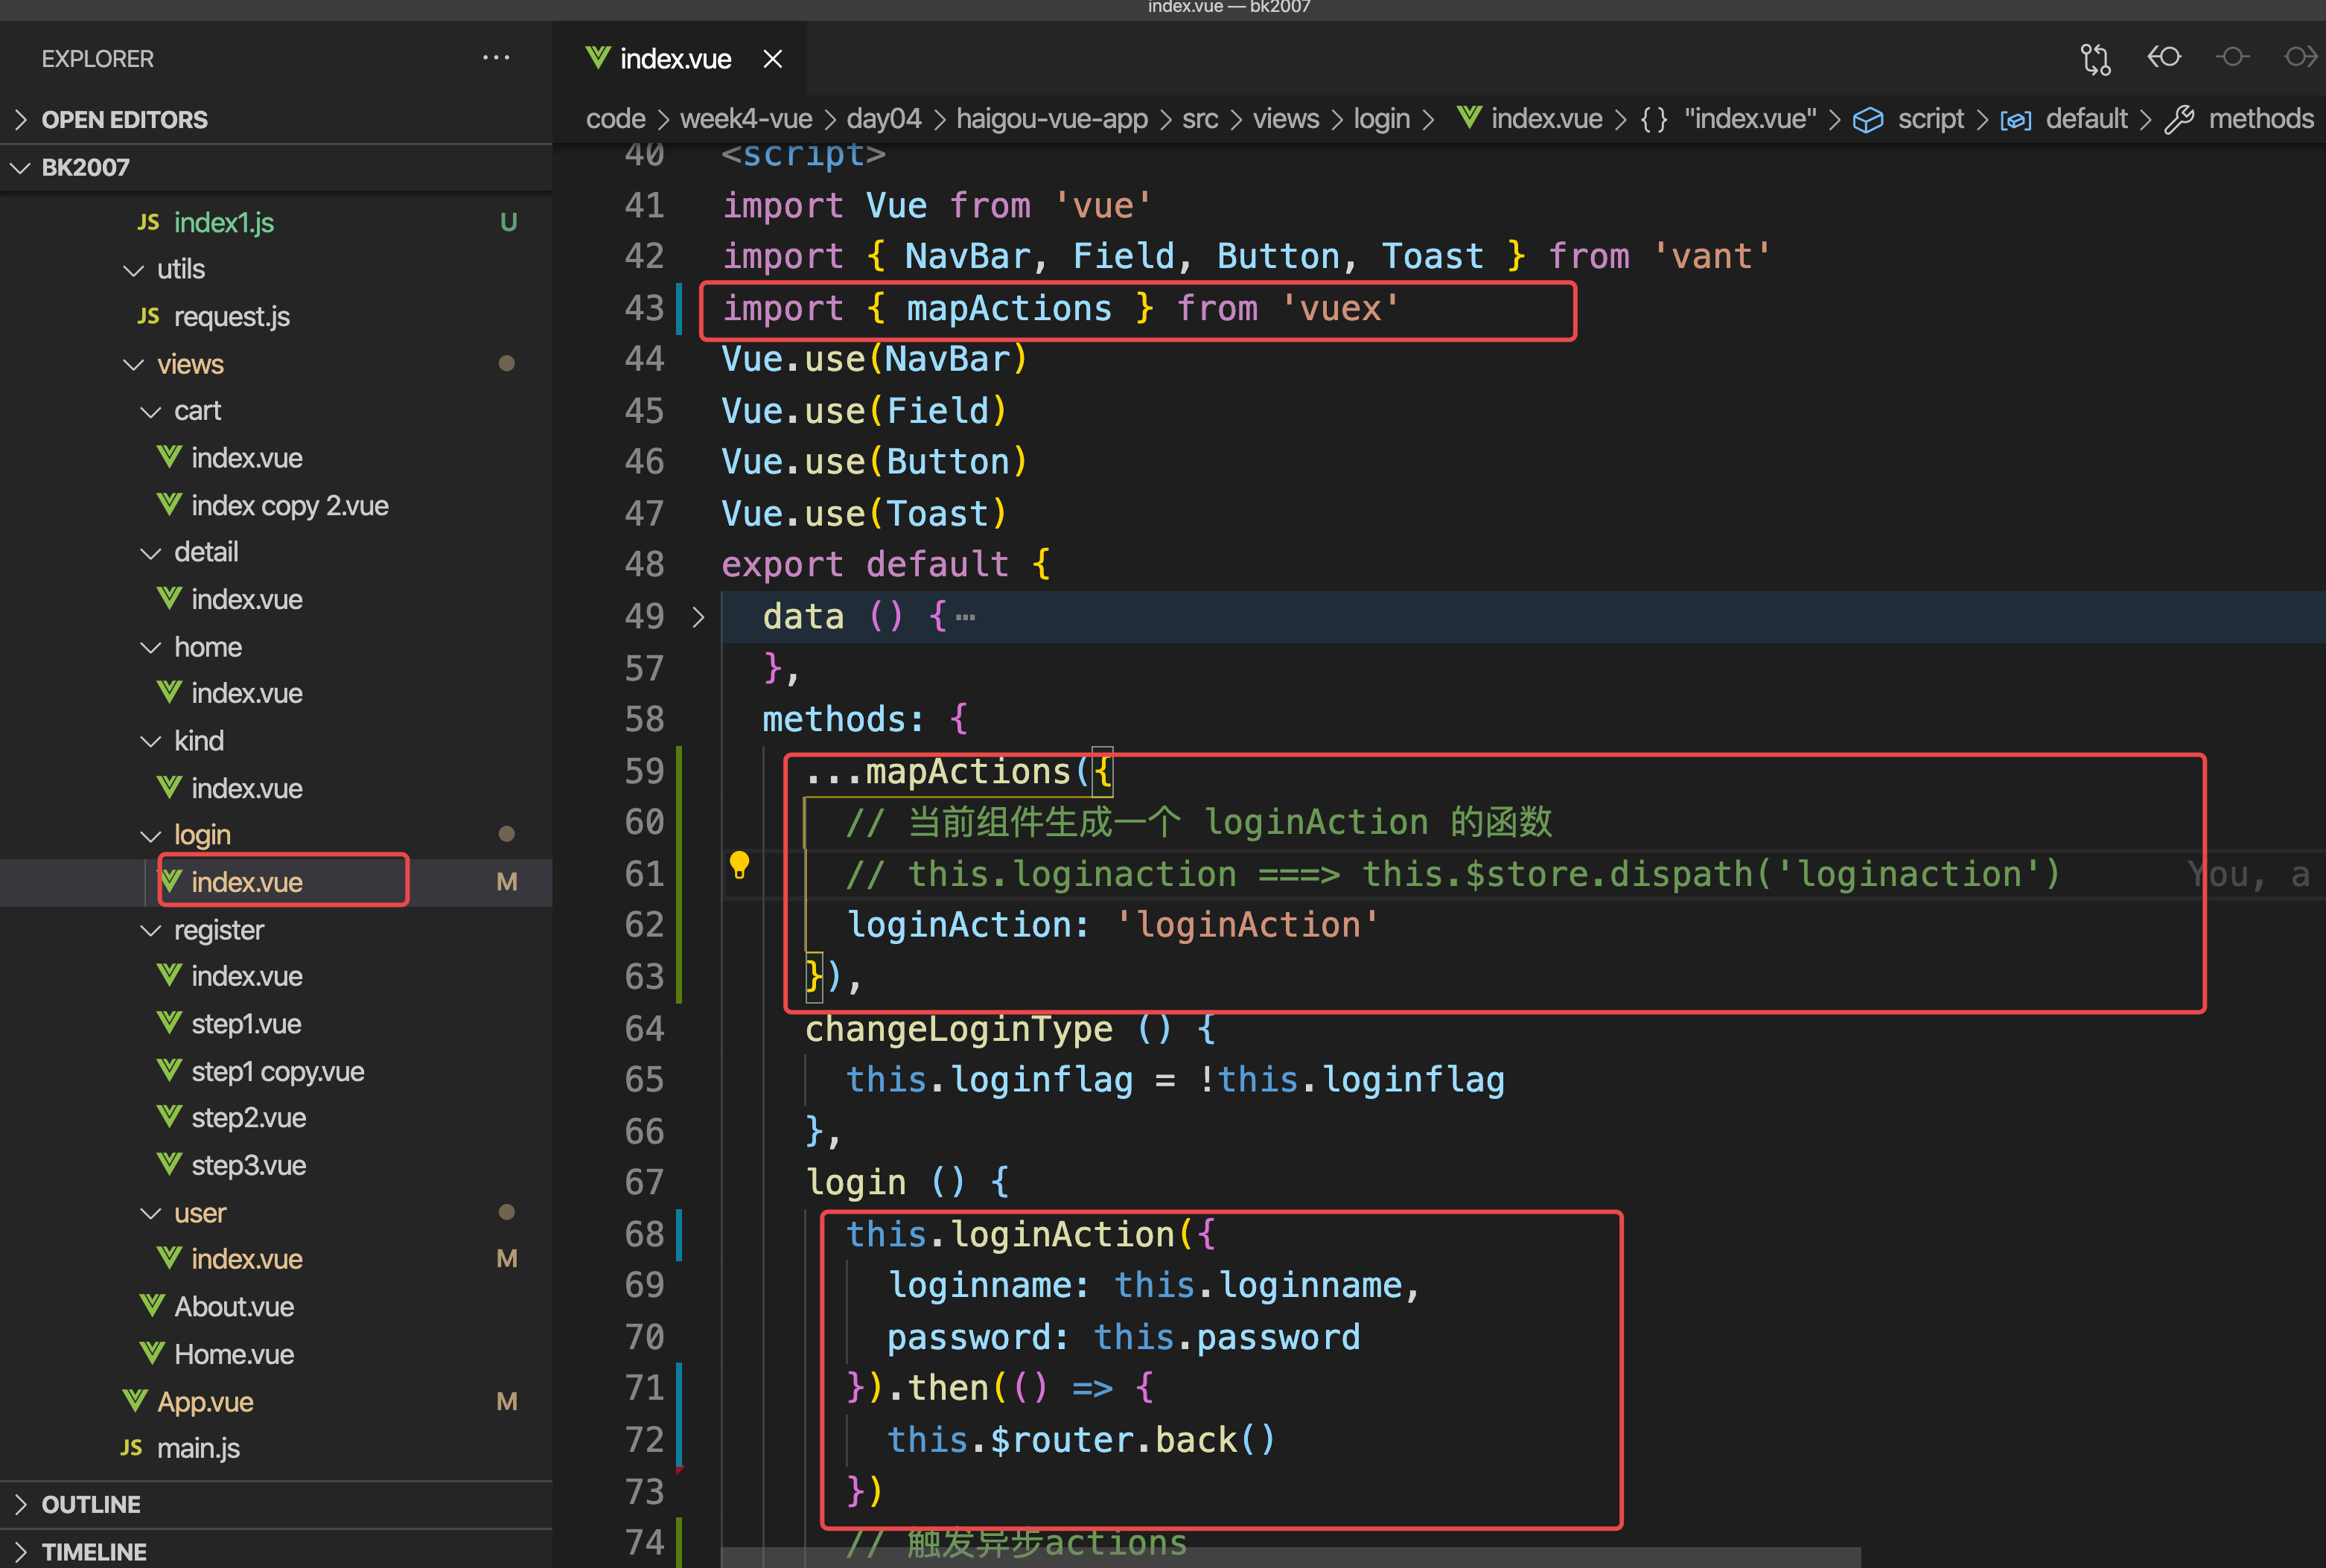 index.vue — bk2007
EXPLORER
OPEN EDITORS
BK2007
JS index1.js U
utils
JS request.js
views
cart
index.vue
index copy 2.vue
detail
index.vue
home
index.vue
kind
index.vue
login
index.vue M
register
index.vue
step1.vue
step1 copy.vue
step2.vue
step3.vue
user
index.vue M
About.vue
Home.vue
App.vue M
JS main.js
OUTLINE
TIMELINE
index.vue
code > week4-vue > day04 > haigou-vue-app > src > views > login > index.vue > {} "index.vue" > script > default > methods
40 <script>
41 import Vue from 'vue'
42 import { NavBar, Field, Button, Toast } from 'vant'
43 import { mapActions } from 'vuex'
44 Vue.use(NavBar)
45 Vue.use(Field)
46 Vue.use(Button)
47 Vue.use(Toast)
48 export default {
49 data () {…
57 },
58 methods: {
59 ...mapActions({
60 // 当前组件生成一个 loginAction 的函数
61 // this.loginaction ===> this.$store.dispath('loginaction') You, a
62 loginAction: 'loginAction'
63 }),
64 changeLoginType () {
65 this.loginflag = !this.loginflag
66 },
67 login () {
68 this.loginAction({
69 loginname: this.loginname,
70 password: this.password
71 }).then(() => {
72 this.$router.back()
73 })
74 // 触发异步actions